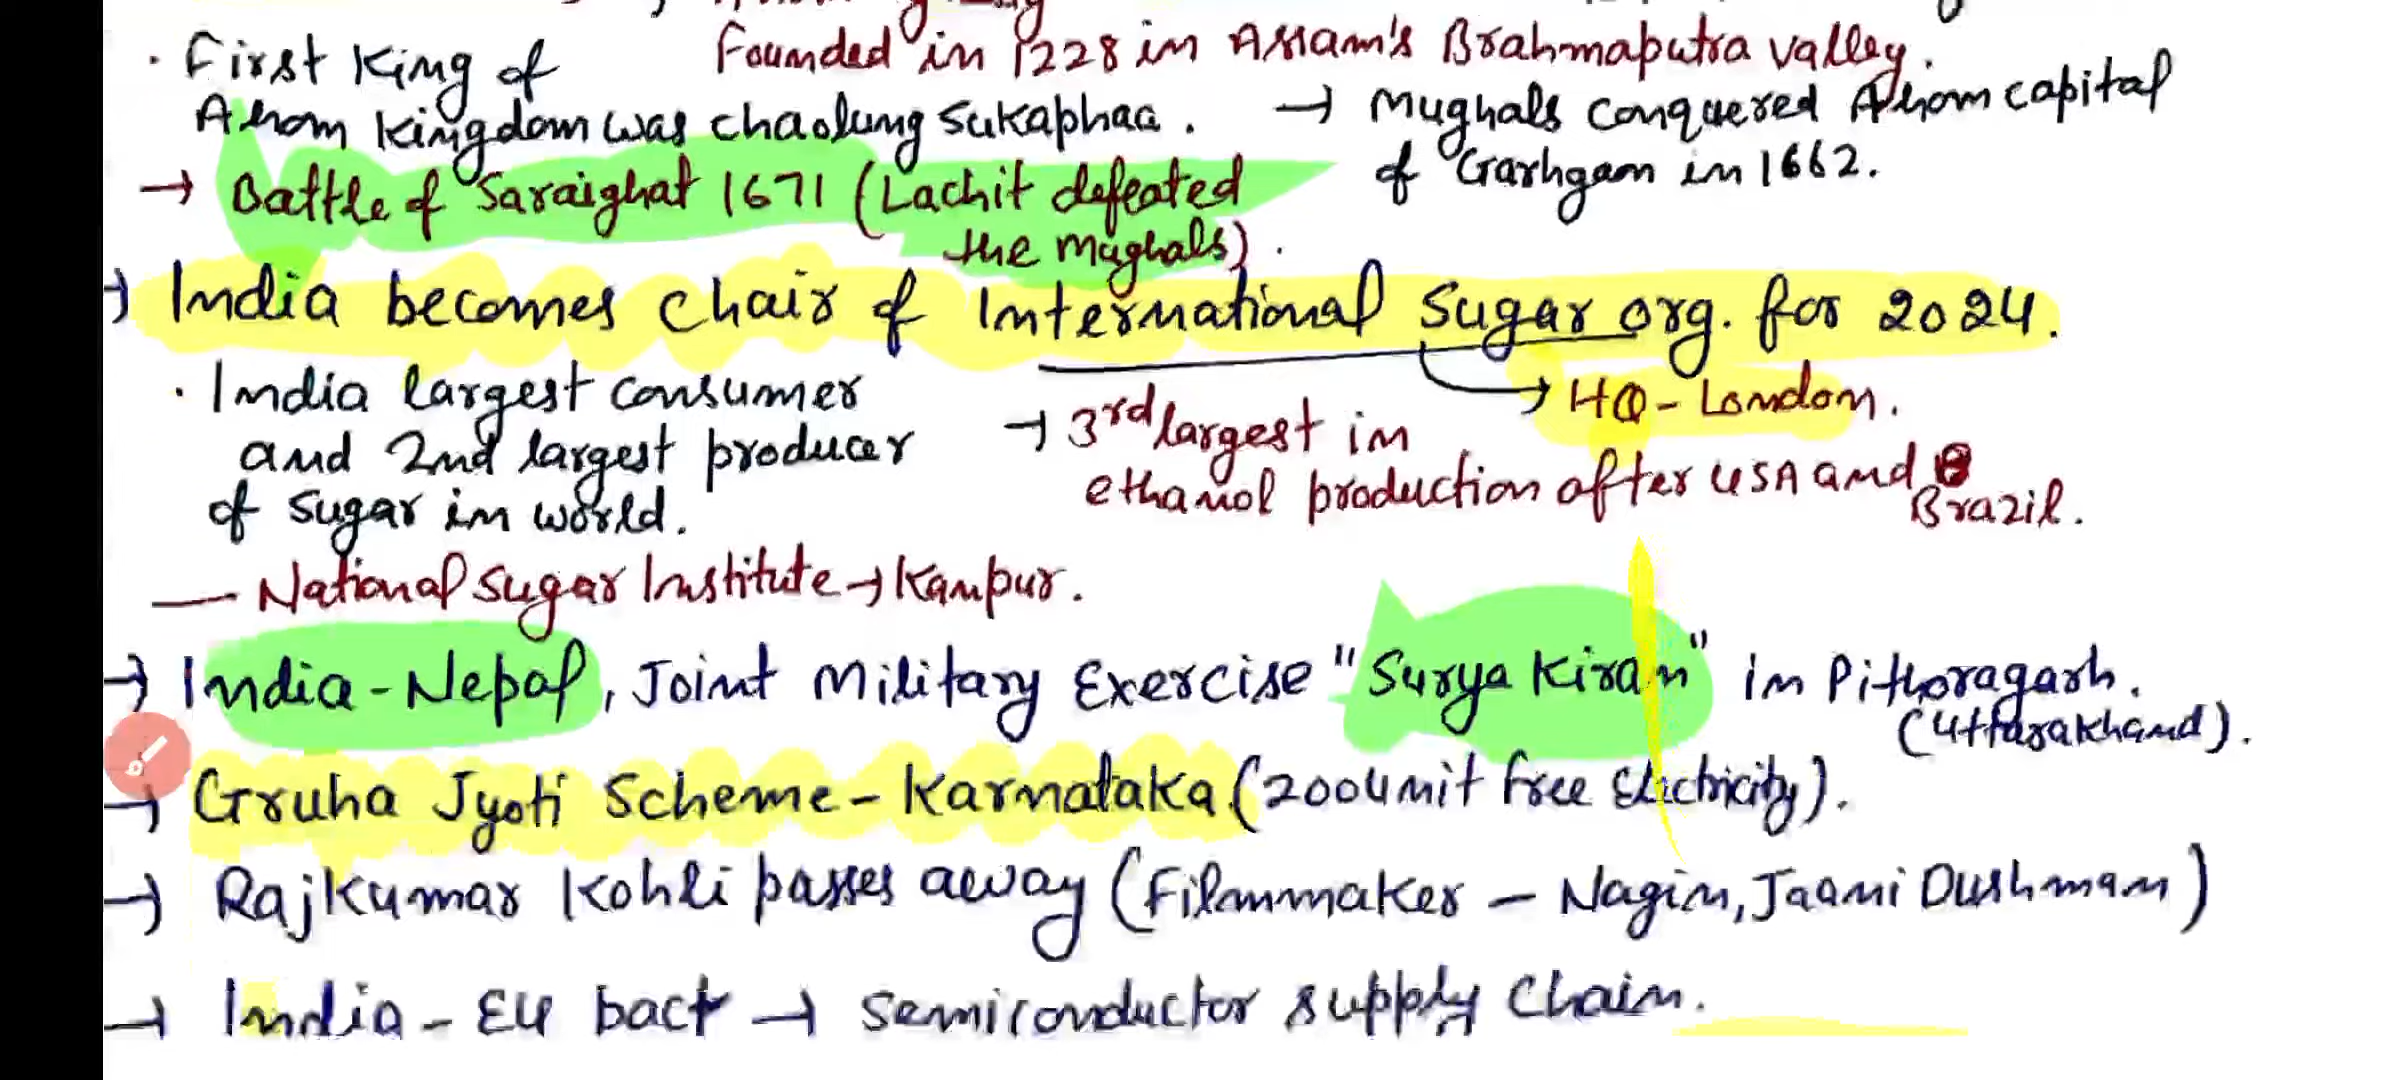 · First King of
Ahom Kingdom was chaolung sukaphaa.
Founded in 1228 in Assam's Brahmaputra valley.
→ Mughals conquered Ahom capital
of Garhgaon in 1662.
→ Battle of Saraighat 1671 (Lachit defeated
the Mughals).
→ India becomes chair of International Sugar org. for 2024.
→ HQ - London.
· India largest consumer
and 2nd largest producer
of sugar in world.
→ 3rd largest in
ethanol production after USA and
Brazil.
— National Sugar Institute → Kanpur.
→ India - Nepal, Joint Military Exercise "Surya Kiran" in Pithoragarh.
(Uttarakhand).
→ Gruha Jyoti Scheme - Karnataka (200 unit free Electricity).
→ Rajkumar Kohli passes away (Filmmaker - Nagin, Jaani Dushman)
→ India - EU pact → semiconductor supply chain.